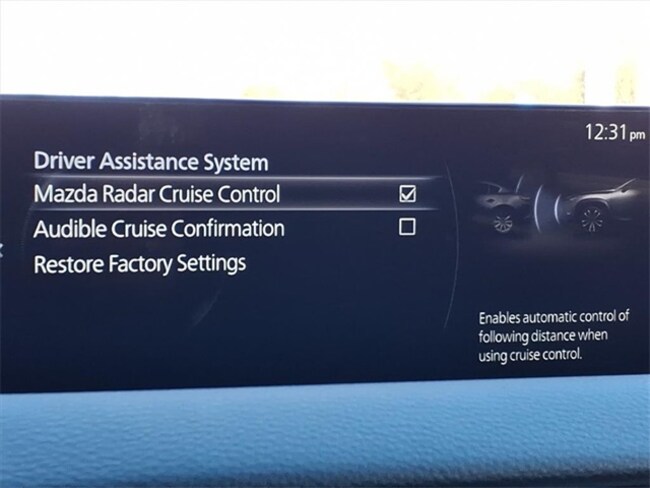 12:31 pm
Driver Assistance System
Mazda Radar Cruise Control
Audible Cruise Confirmation
Restore Factory Settings
Enables automatic control of
following distance when
using cruise control.